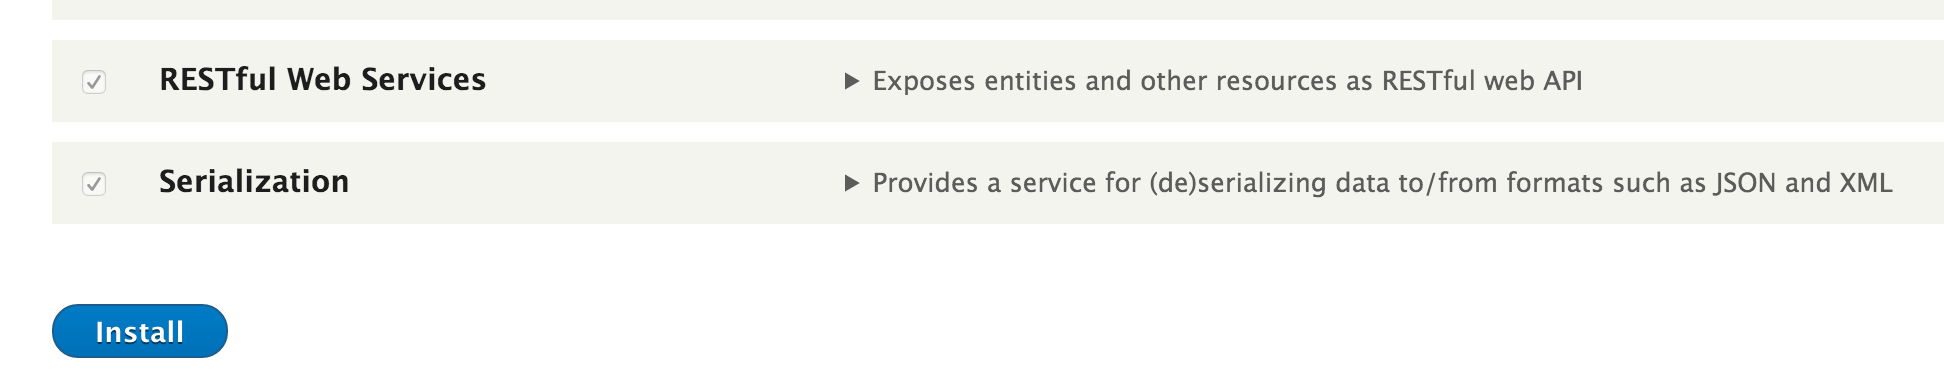 RESTful Web Services
Exposes entities and other resources as RESTful web API
Serialization
Provides a service for (de)serializing data to/from formats such as JSON and XML
Install